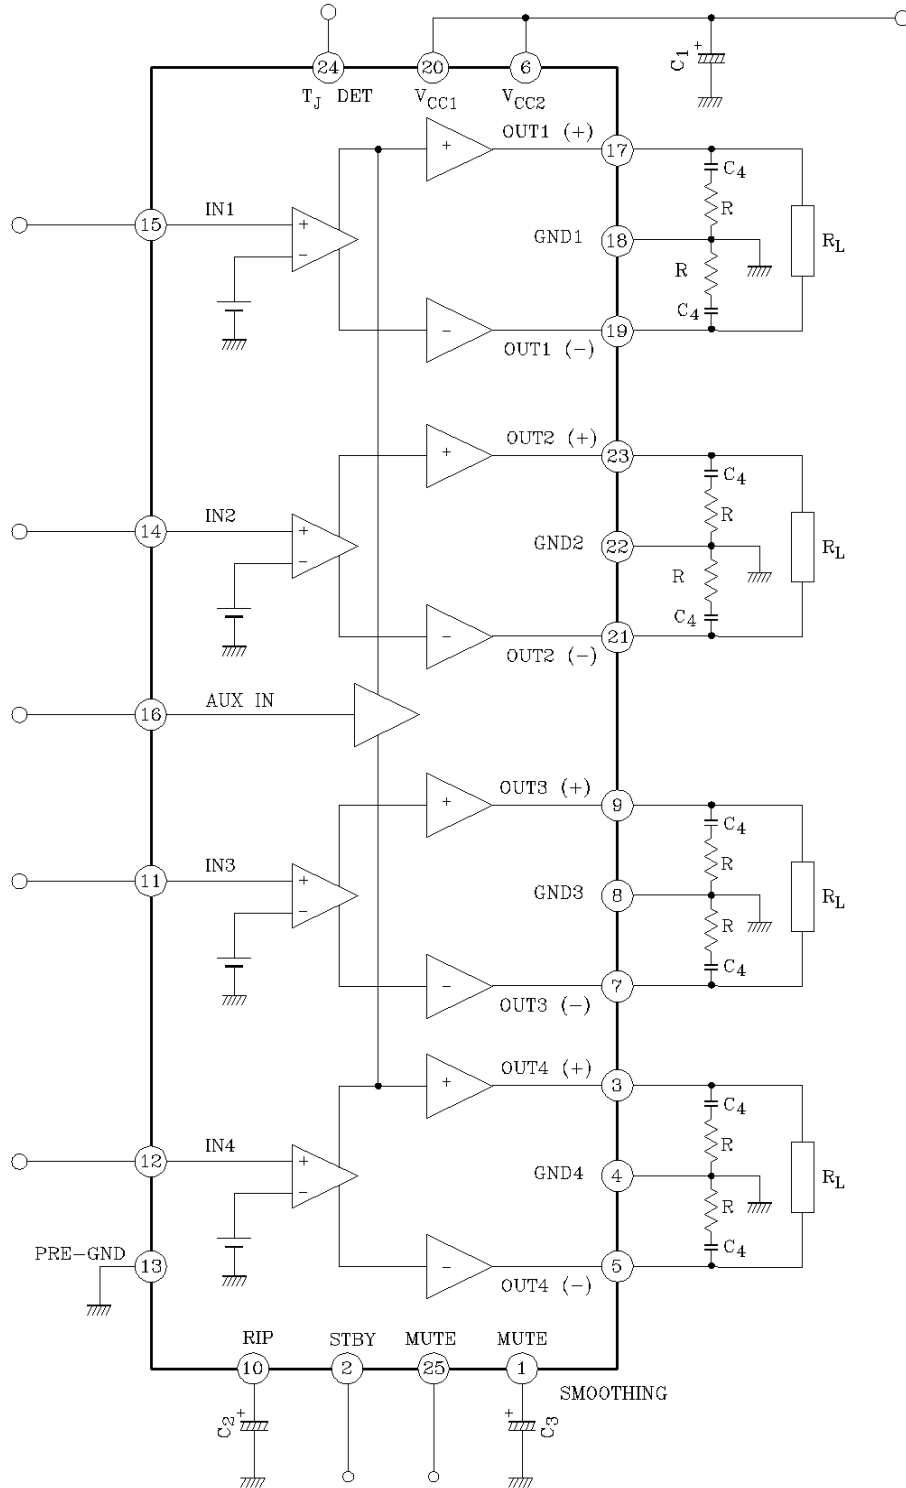 C1 +
24 20 6
TJ DET VCC1 VCC2
OUT1 (+)
+ 17
C4
15 IN1 + R
GND1 18 RL
− R
C4
− 19
OUT1 (−)
OUT2 (+)
+ 23
C4
14 IN2 + R
GND2 22 RL
− R
C4
− 21
OUT2 (−)
16 AUX IN
OUT3 (+)
+ 9
C4
11 IN3 + R
GND3 8 RL
− R
C4
− 7
OUT3 (−)
OUT4 (+)
+ 3
C4
12 IN4 + R
GND4 4 RL
− R
C4
PRE-GND
13 − 5
OUT4 (−)
RIP STBY MUTE MUTE
10 2 25 1
SMOOTHING
C2 + + C3